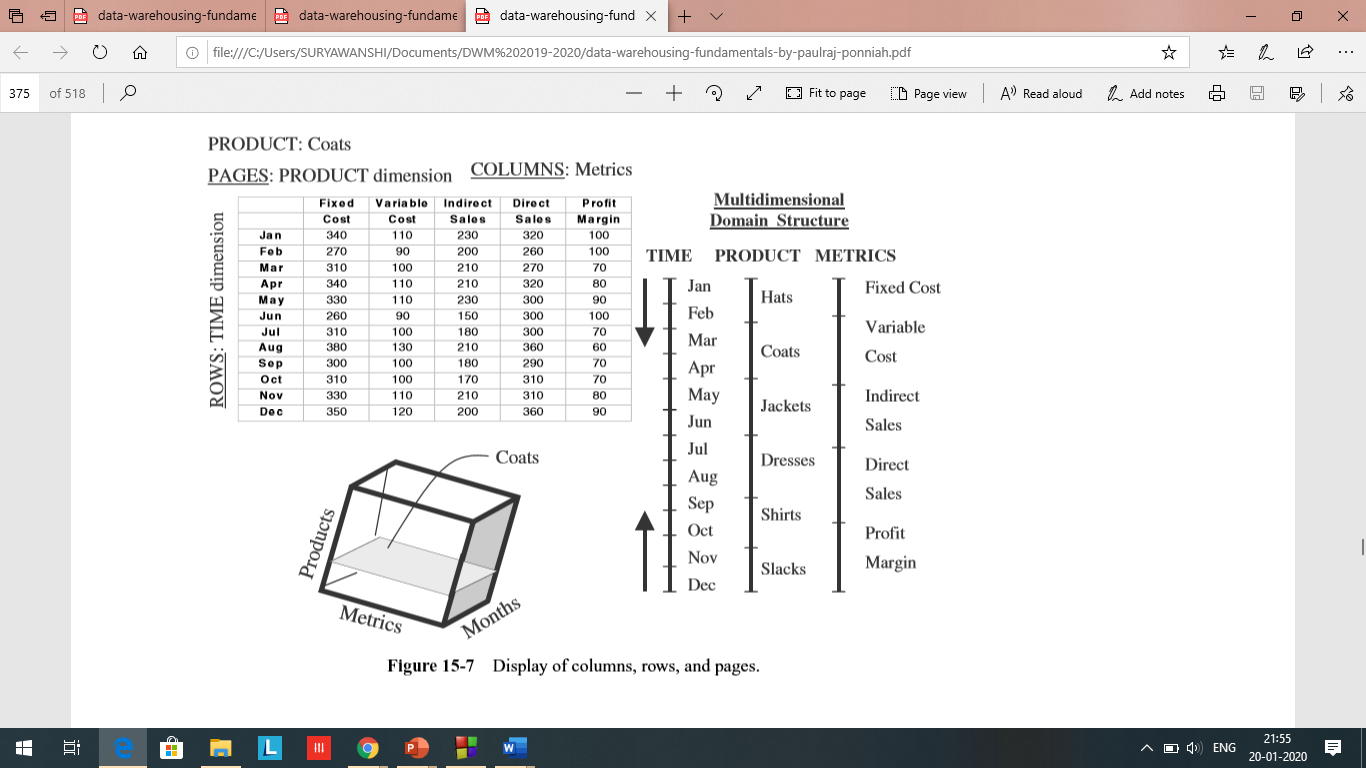 data-warehousing-fundame
data-warehousing-fundame
data-warehousing-fund
file:///C:/Users/SURYAWANSHI/Documents/DWM%202019-2020/data-warehousing-fundamentals-by-paulraj-ponniah.pdf
375 of 518
Fit to page
Page view
Read aloud
Add notes
PRODUCT: Coats
PAGES: PRODUCT dimension COLUMNS: Metrics
ROWS: TIME dimension
Fixed Variable Indirect Direct Profit
Cost Cost Sales Sales Margin
Jan 340 110 230 320 100
Feb 270 90 200 260 100
Mar 310 100 210 270 70
Apr 340 110 210 320 80
May 330 110 230 300 90
Jun 260 90 150 300 100
Jul 310 100 180 300 70
Aug 380 130 210 360 60
Sep 300 100 180 290 70
Oct 310 100 170 310 70
Nov 330 110 210 310 80
Dec 350 120 200 360 90
Multidimensional
Domain Structure
TIME PRODUCT METRICS
Jan
Feb
Mar
Apr
May
Jun
Jul
Aug
Sep
Oct
Nov
Dec
Hats
Coats
Jackets
Dresses
Shirts
Slacks
Fixed Cost
Variable
Cost
Indirect
Sales
Direct
Sales
Profit
Margin
Coats
Products
Metrics
Months
Figure 15-7 Display of columns, rows, and pages.
ENG
21:55
20-01-2020